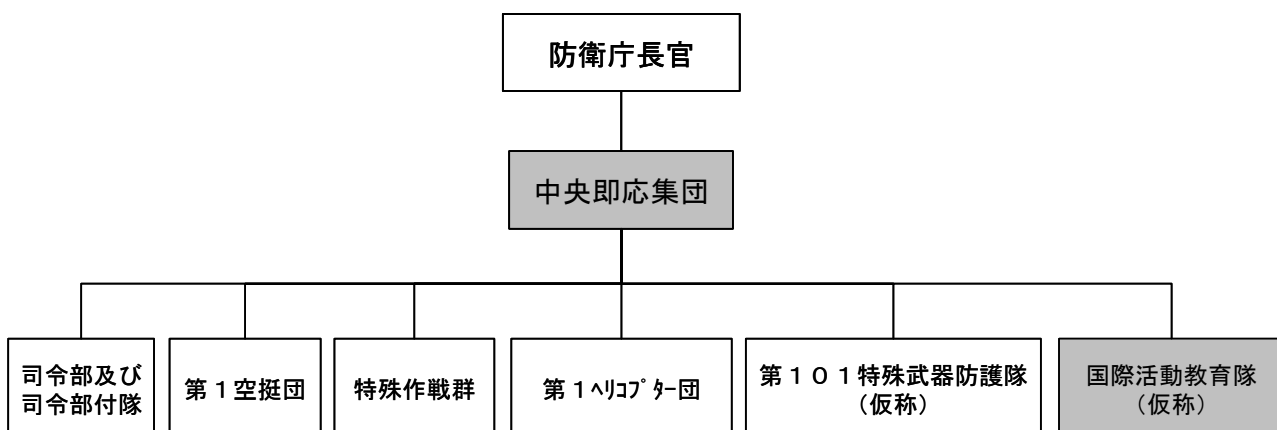 防衛庁長官
中央即応集団
司令部及び
司令部付隊
第1空挺団
特殊作戦群
第1ﾍﾘｺﾌﾟﾀｰ団
第101特殊武器防護隊
(仮称)
国際活動教育隊
(仮称)